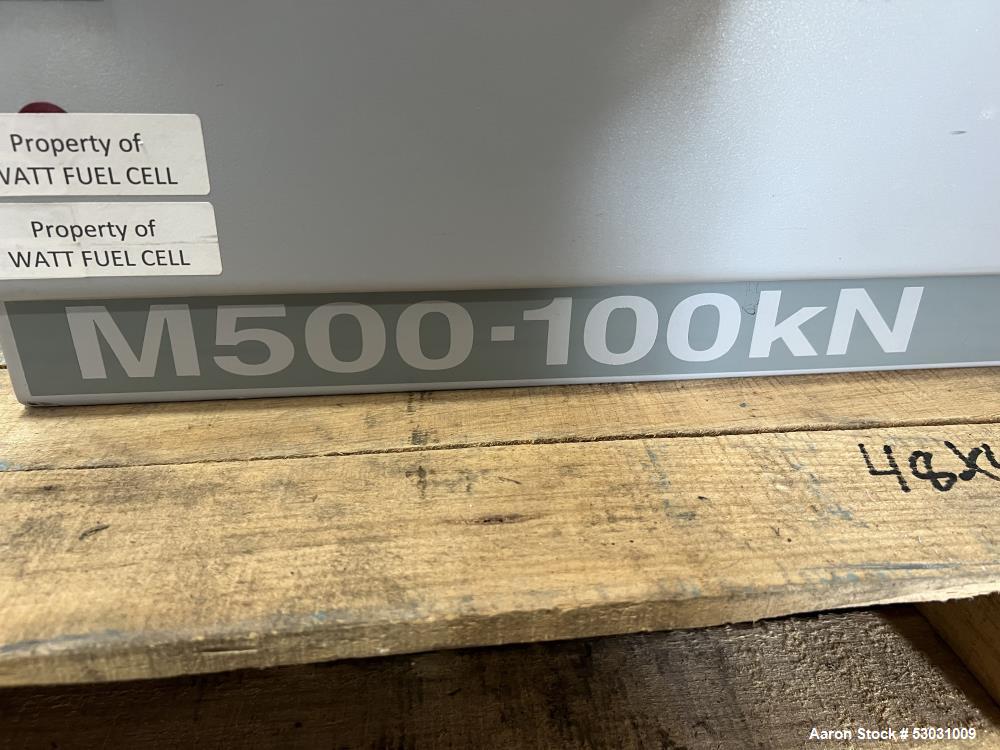 Property of
WATT FUEL CELL
Property of
WATT FUEL CELL
M500-100kN
Aaron Stock # 53031009